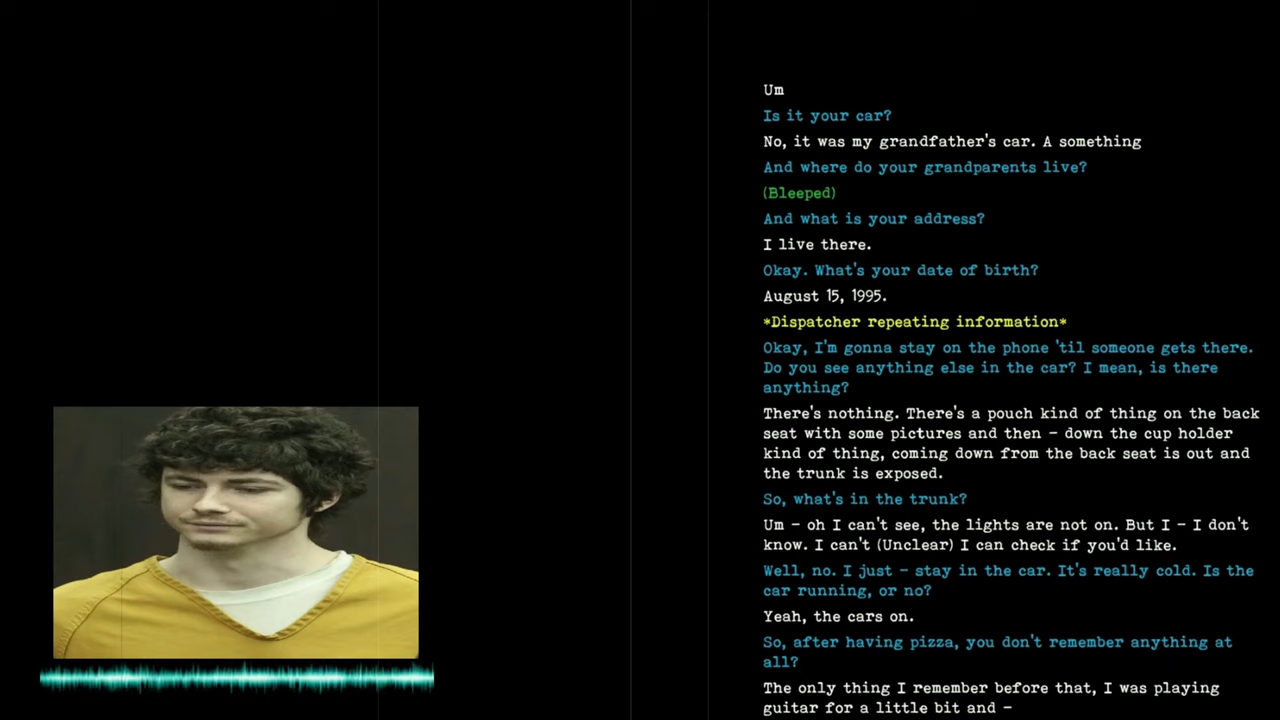 Um
Is it your car?
No, it was my grandfather's car. A something
And where do your grandparents live?
(Bleeped)
And what is your address?
I live there.
Okay. What's your date of birth?
August 15, 1995.
*Dispatcher repeating information*
Okay, I'm gonna stay on the phone 'til someone gets there.
Do you see anything else in the car? I mean, is there
anything?
There's nothing. There's a pouch kind of thing on the back
seat with some pictures and then - down the cup holder
kind of thing, coming down from the back seat is out and
the trunk is exposed.
So, what's in the trunk?
Um - oh I can't see, the lights are not on. But I - I don't
know. I can't (Unclear) I can check if you'd like.
Well, no. I just - stay in the car. It's really cold. Is the
car running, or no?
Yeah, the cars on.
So, after having pizza, you don't remember anything at
all?
The only thing I remember before that, I was playing
guitar for a little bit and -